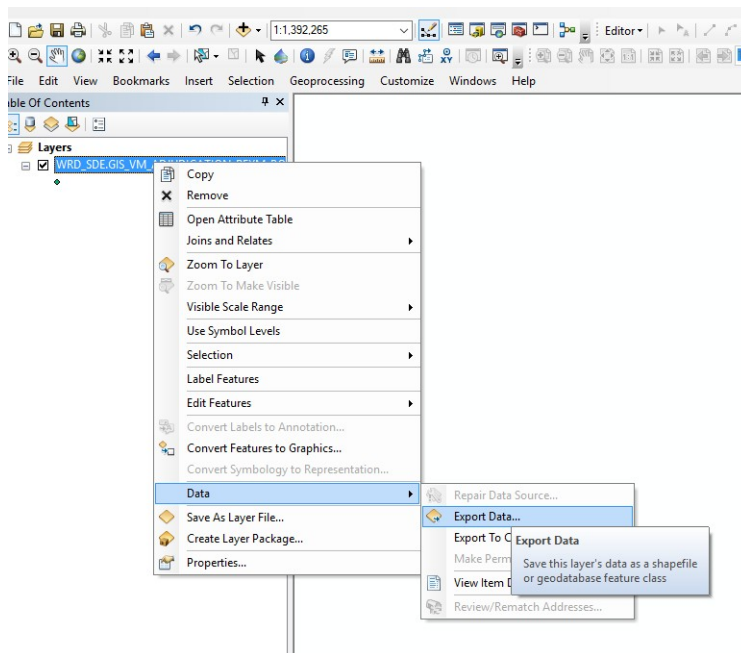 1:1,392,265
Editor
File Edit View Bookmarks Insert Selection Geoprocessing Customize Windows Help
able Of Contents
Layers
Copy
Remove
Open Attribute Table
Joins and Relates
Zoom To Layer
Zoom To Make Visible
Visible Scale Range
Use Symbol Levels
Selection
Label Features
Edit Features
Convert Labels to Annotation...
Convert Features to Graphics...
Convert Symbology to Representation...
Data
Save As Layer File...
Create Layer Package...
Properties...
Repair Data Source...
Export Data...
Export To C
Make Perm
View Item D
Review/Rematch Addresses...
Export Data
Save this layer's data as a shapefile
or geodatabase feature class